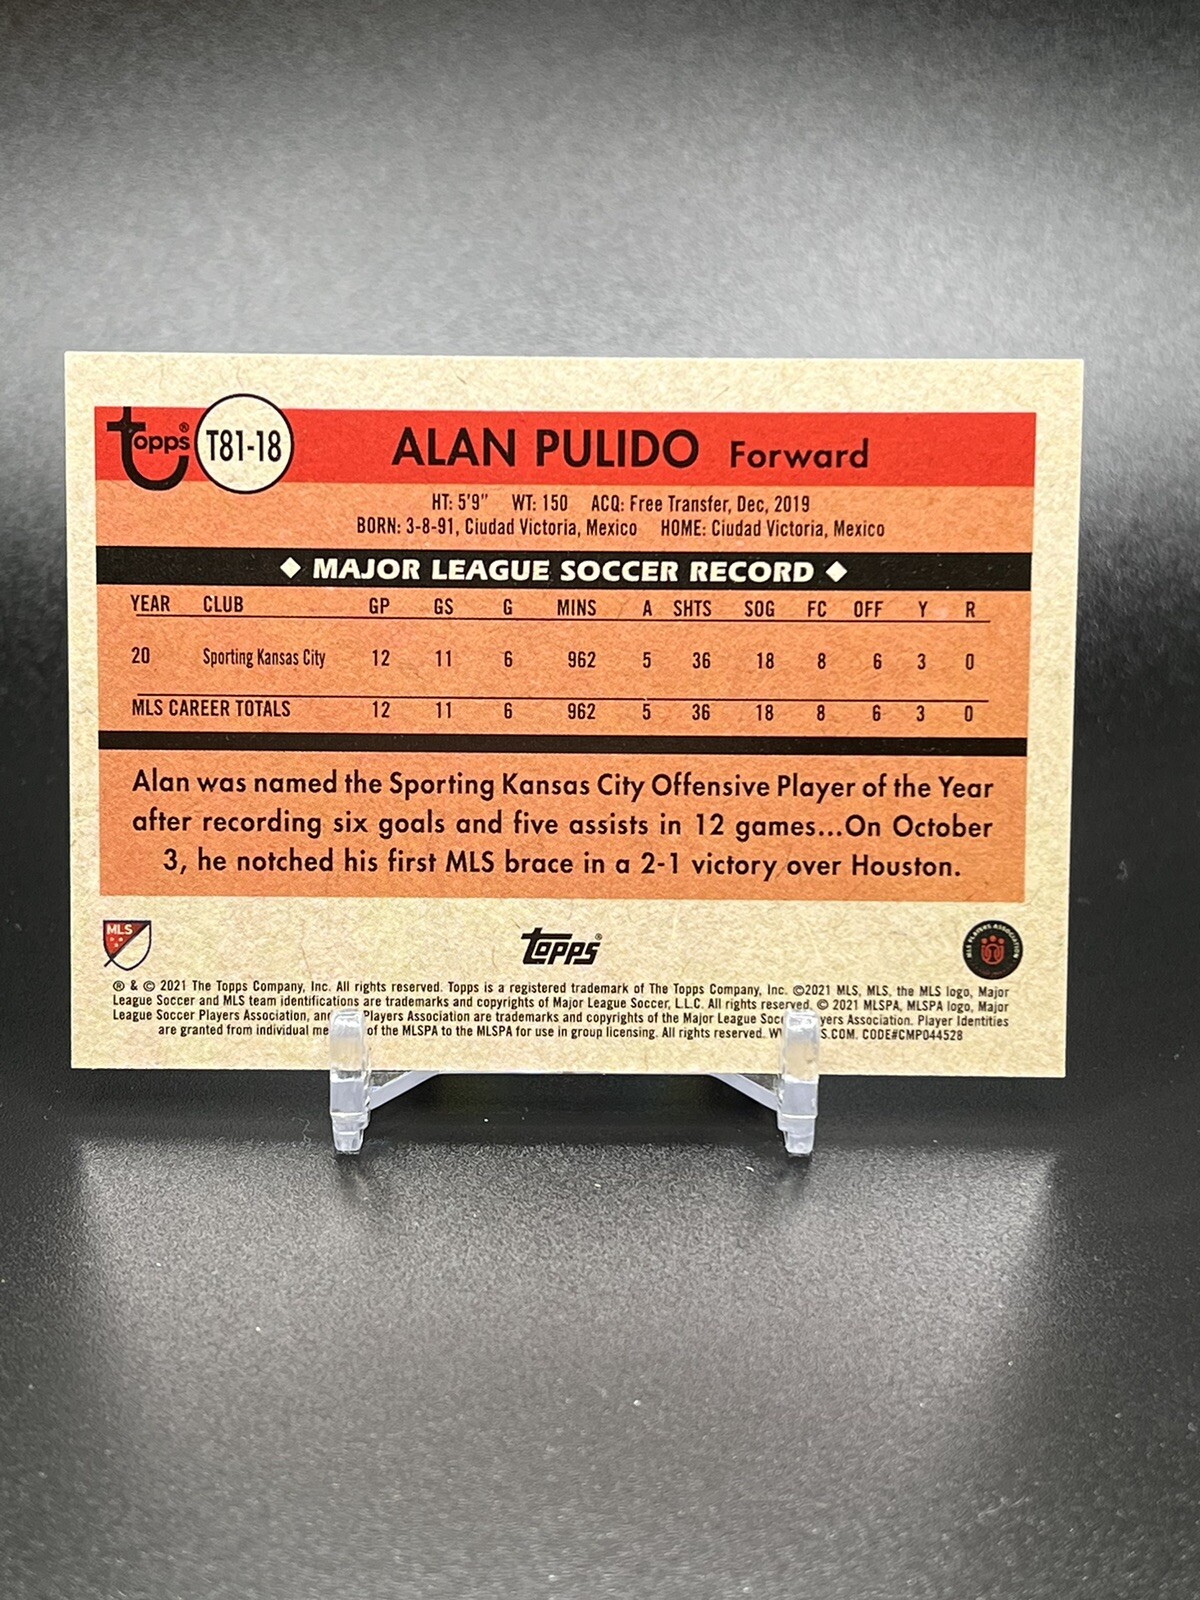 topps® T81-18 ALAN PULIDO Forward
HT: 5'9" WT: 150 ACQ: Free Transfer, Dec, 2019
BORN: 3-8-91, Ciudad Victoria, Mexico HOME: Ciudad Victoria, Mexico
◆ MAJOR LEAGUE SOCCER RECORD ◆
YEAR CLUB GP GS G MINS A SHTS SOG FC OFF Y R
20 Sporting Kansas City 12 11 6 962 5 36 18 8 6 3 0
MLS CAREER TOTALS 12 11 6 962 5 36 18 8 6 3 0
Alan was named the Sporting Kansas City Offensive Player of the Year
after recording six goals and five assists in 12 games...On October
3, he notched his first MLS brace in a 2-1 victory over Houston.
MLS topps® MLS PLAYERS ASSOCIATION
® & © 2021 The Topps Company, Inc. All rights reserved. Topps is a registered trademark of The Topps Company, Inc. ©2021 MLS, MLS, the MLS logo, Major
League Soccer and MLS team identifications are trademarks and copyrights of Major League Soccer, L.L.C. All rights reserved. © 2021 MLSPA, MLSPA logo, Major
League Soccer Players Association, and Players Association are trademarks and copyrights of the Major League Soccer Players Association. Player Identities
are granted from individual of the MLSPA to the MLSPA for use in group licensing. All rights reserved. S.COM. CODE#CMP044528